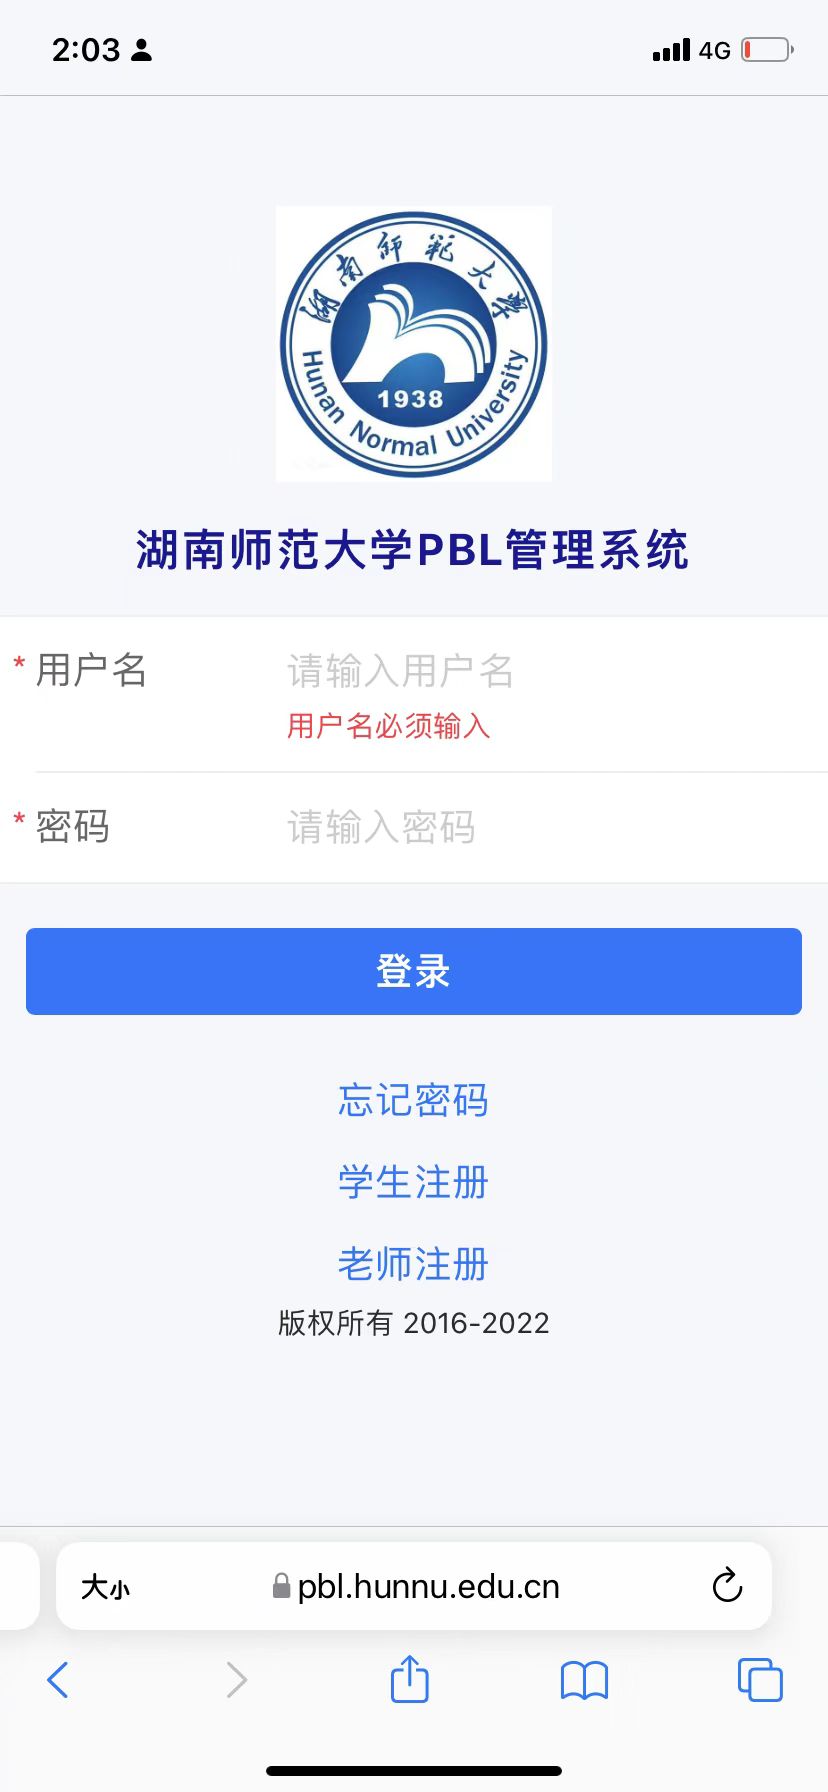 2:03
4G
湖南师范大学
1938
Hunan Normal University
湖南师范大学PBL管理系统
* 用户名 请输入用户名
用户名必须输入
* 密码 请输入密码
登录
忘记密码
学生注册
老师注册
版权所有 2016-2022
大小 pbl.hunnu.edu.cn